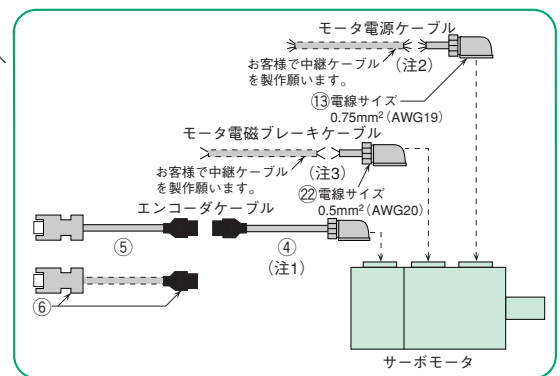 モータ電源ケーブル
お客様で中継ケーブル
を製作願います。
(注2)
⑬電線サイズ
0.75mm²(AWG19)
モータ電磁ブレーキケーブル
お客様で中継ケーブル
を製作願います。
(注3)
㉒電線サイズ
0.5mm²(AWG20)
エンコーダケーブル
⑤
④
(注1)
⑥
サーボモータ